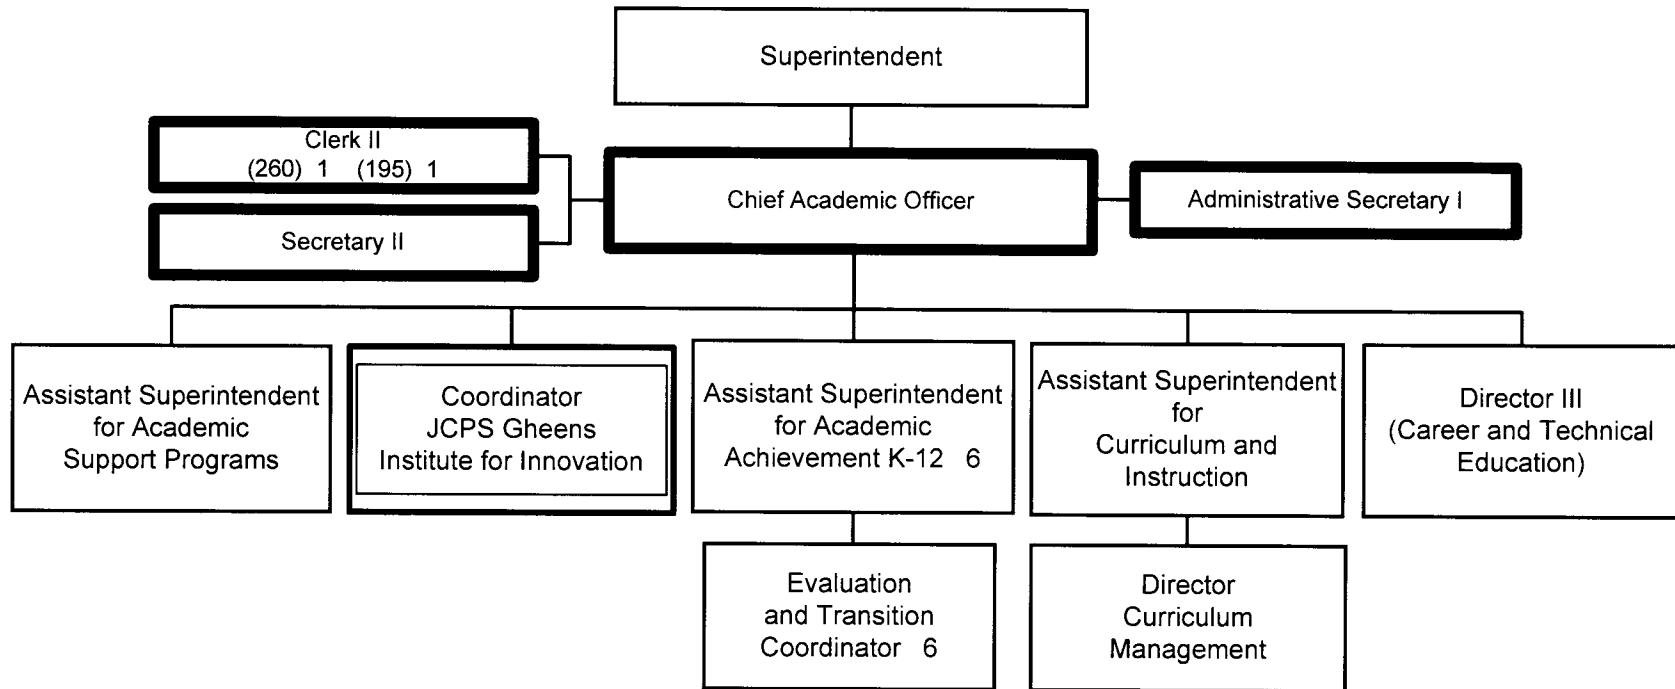 Superintendent
Clerk II
(260) 1 (195) 1
Secretary II
Chief Academic Officer
Administrative Secretary I
Assistant Superintendent
for Academic
Support Programs
Coordinator
JCPS Gheens
Institute for Innovation
Assistant Superintendent
for Academic
Achievement K-12 6
Assistant Superintendent
for
Curriculum and
Instruction
Director III
(Career and Technical
Education)
Evaluation
and Transition
Coordinator 6
Director
Curriculum
Management